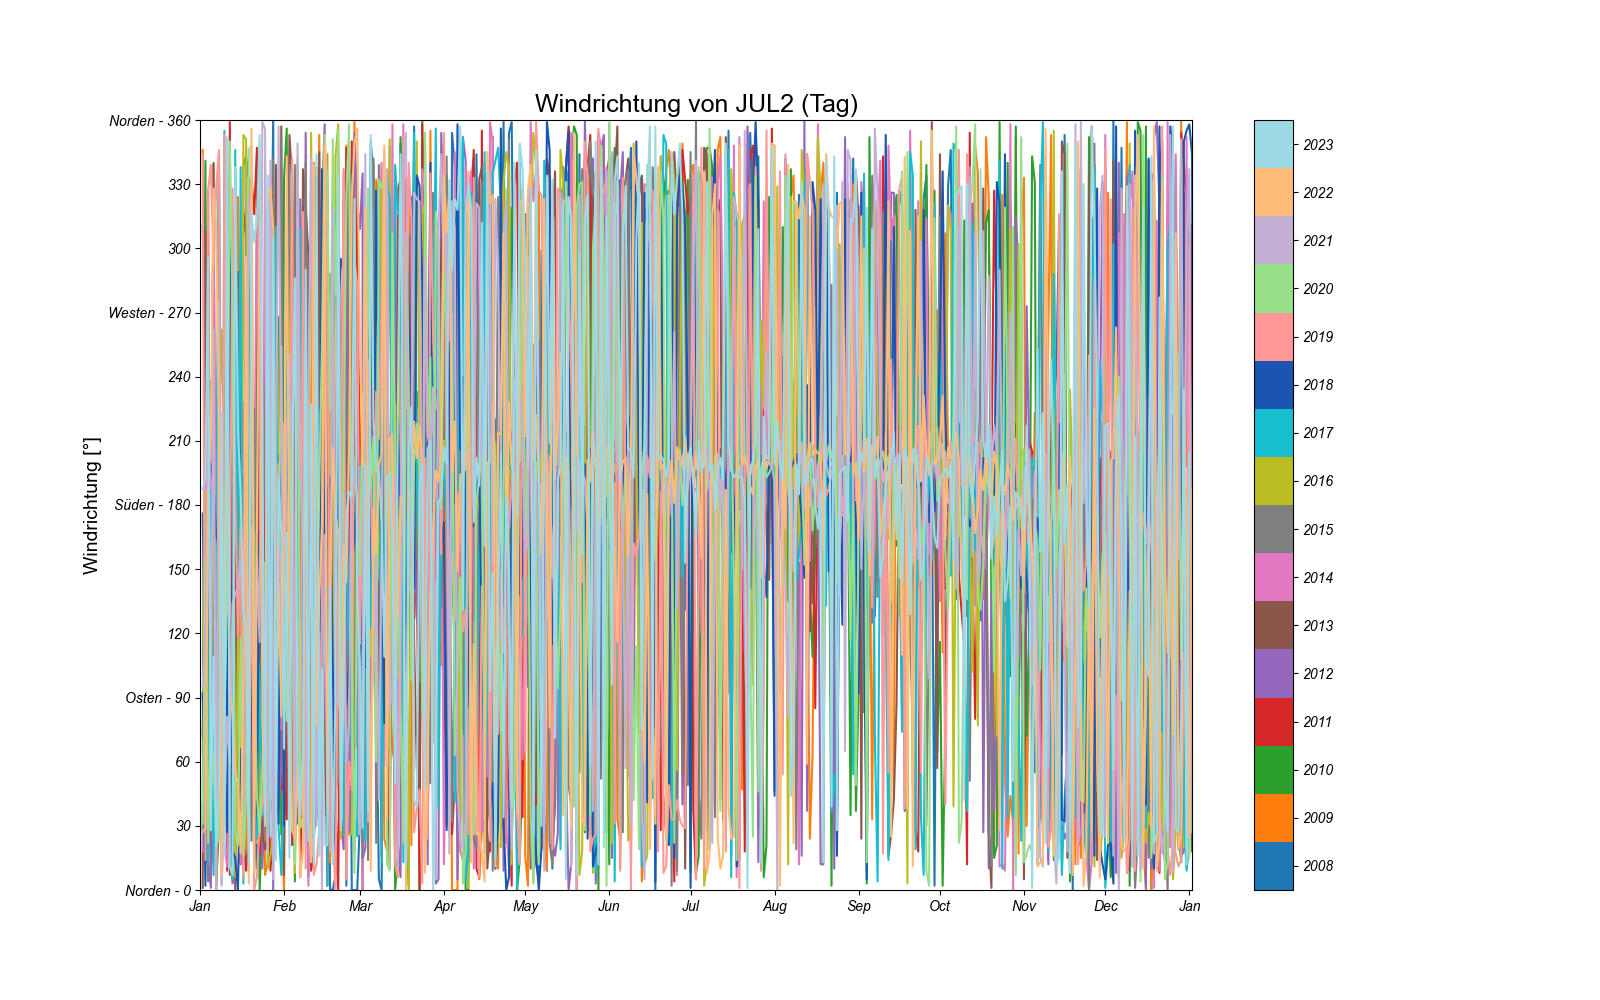 Windrichtung von JUL2 (Tag)
Windrichtung [°]
Norden - 360
330
300
Westen - 270
240
210
Süden - 180
150
120
Osten - 90
60
30
Norden - 0
Jan
Feb
Mar
Apr
May
Jun
Jul
Aug
Sep
Oct
Nov
Dec
Jan
2023
2022
2021
2020
2019
2018
2017
2016
2015
2014
2013
2012
2011
2010
2009
2008